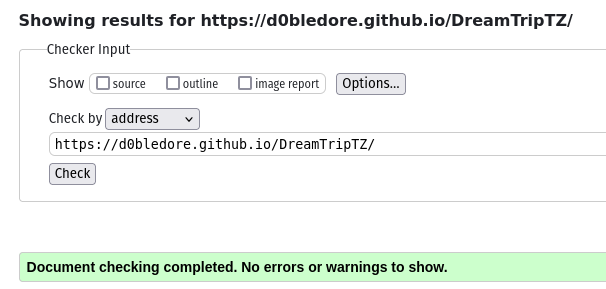 Showing results for https://d0bledore.github.io/DreamTripTZ/
Checker Input
Show source outline image report Options...
Check by address
https://d0bledore.github.io/DreamTripTZ/
Check
Document checking completed. No errors or warnings to show.